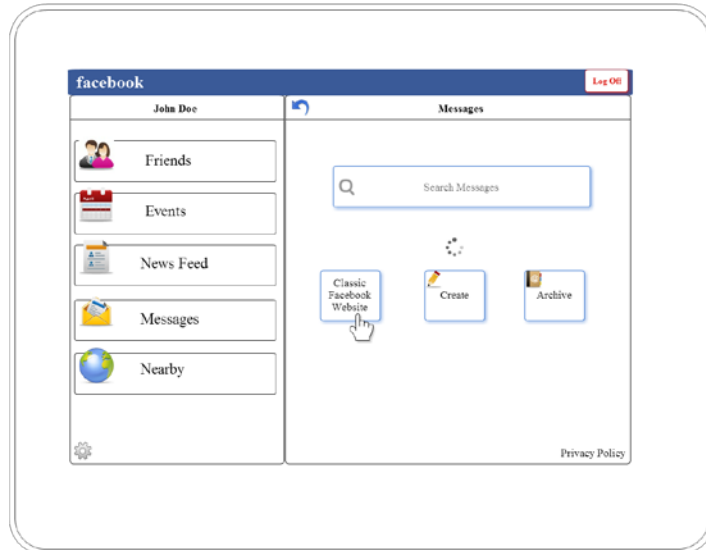 facebook
Log Off
John Doe
Messages
Friends
Events
News Feed
Messages
Nearby
Search Messages
Classic
Facebook
Website
Create
Archive
Privacy Policy